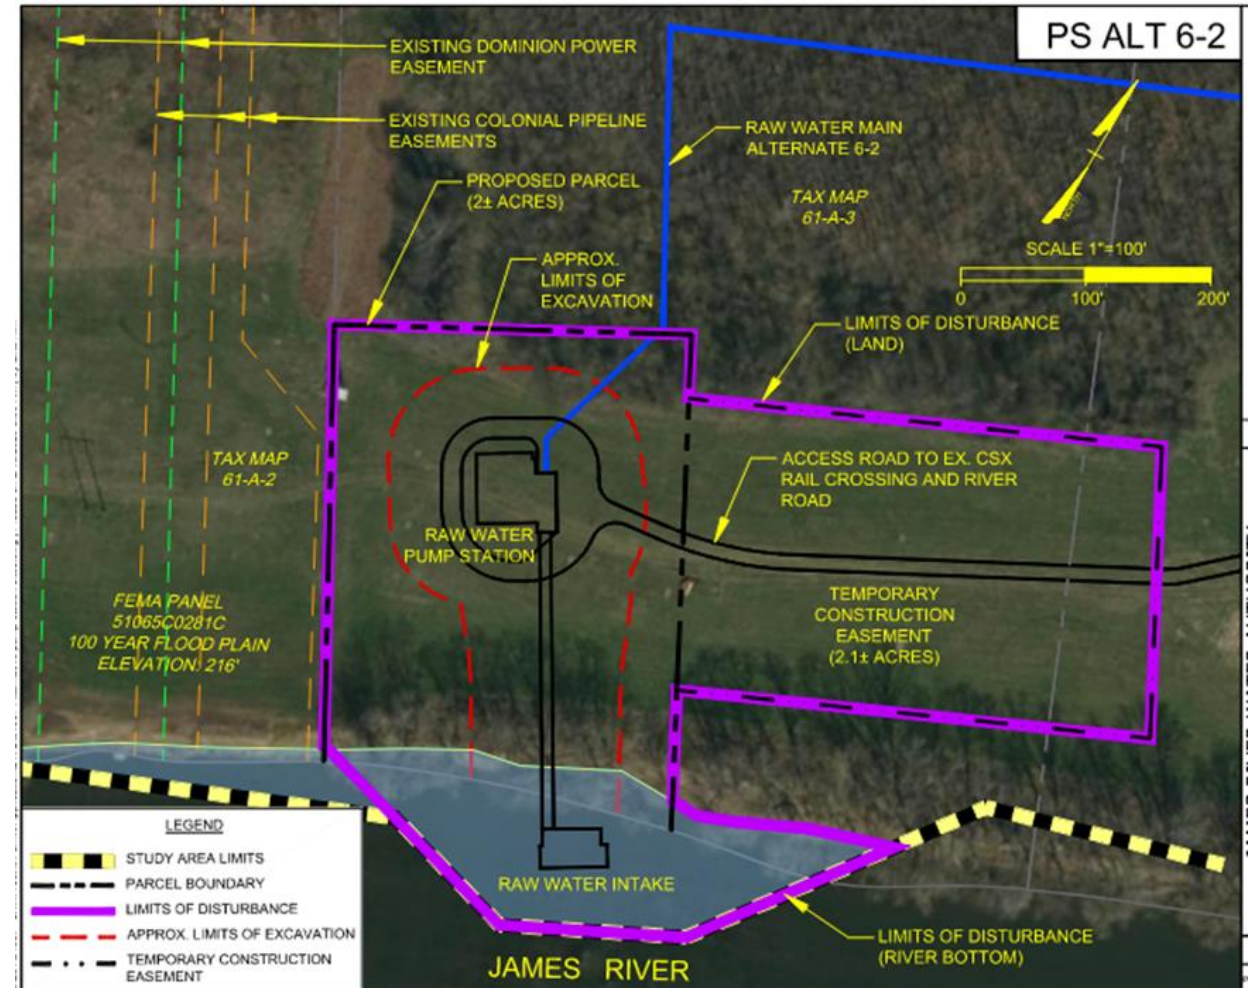 PS ALT 6-2
EXISTING DOMINION POWER
EASEMENT
EXISTING COLONIAL PIPELINE
EASEMENTS
RAW WATER MAIN
ALTERNATE 6-2
PROPOSED PARCEL
(2± ACRES)
TAX MAP
61-A-3
NORTH
SCALE 1"=100'
0 100' 200'
APPROX.
LIMITS OF
EXCAVATION
LIMITS OF DISTURBANCE
(LAND)
TAX MAP
61-A-2
ACCESS ROAD TO EX. CSX
RAIL CROSSING AND RIVER
ROAD
RAW WATER
PUMP STATION
FEMA PANEL
51065C0281C
100 YEAR FLOOD PLAIN
ELEVATION: 216'
TEMPORARY
CONSTRUCTION
EASEMENT
(2.1± ACRES)
LEGEND
STUDY AREA LIMITS
PARCEL BOUNDARY
LIMITS OF DISTURBANCE
APPROX. LIMITS OF EXCAVATION
TEMPORARY CONSTRUCTION
EASEMENT
RAW WATER INTAKE
LIMITS OF DISTURBANCE
(RIVER BOTTOM)
JAMES RIVER